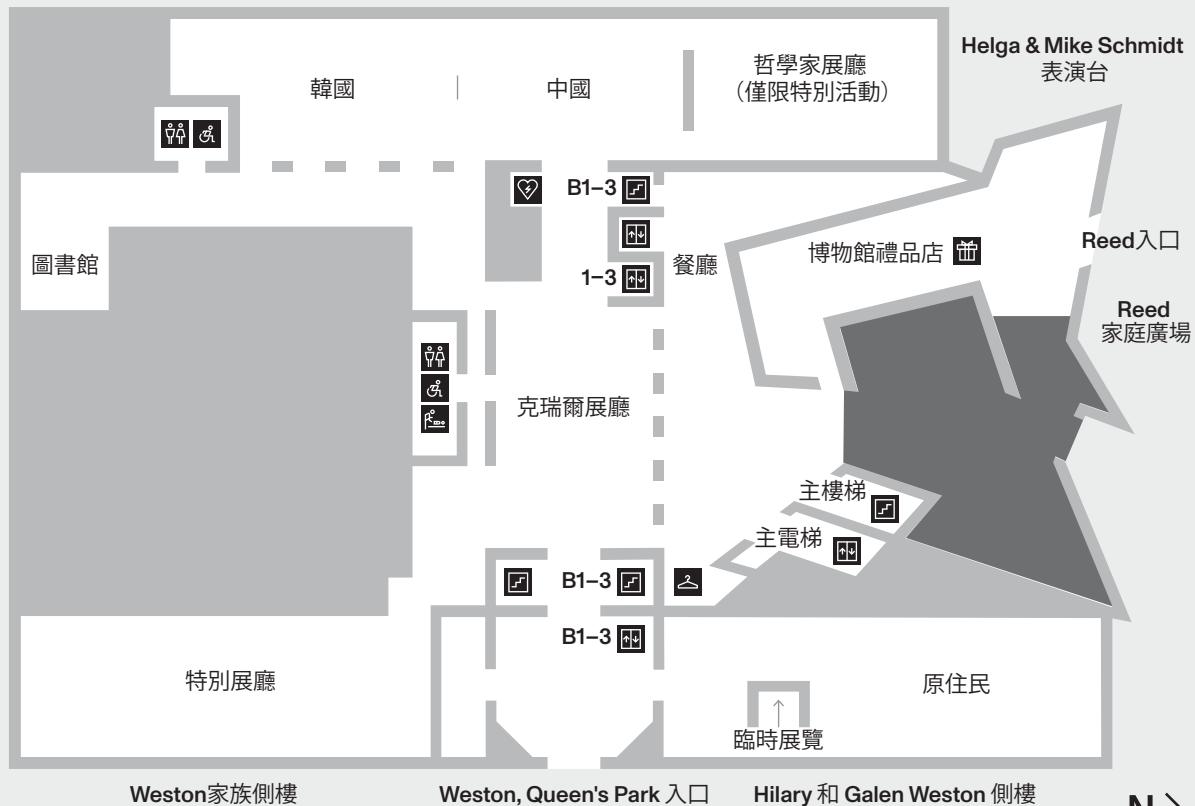 Helga & Mike Schmidt
表演台
哲學家展廳
（僅限特別活動）
韓國
中國
B1–3
圖書館
1–3
餐廳
博物館禮品店
Reed入口
Reed
家庭廣場
克瑞爾展廳
主樓梯
主電梯
B1–3
B1–3
特別展廳
原住民
臨時展覽
Weston家族側樓
Weston, Queen's Park 入口
Hilary 和 Galen Weston 側樓
N